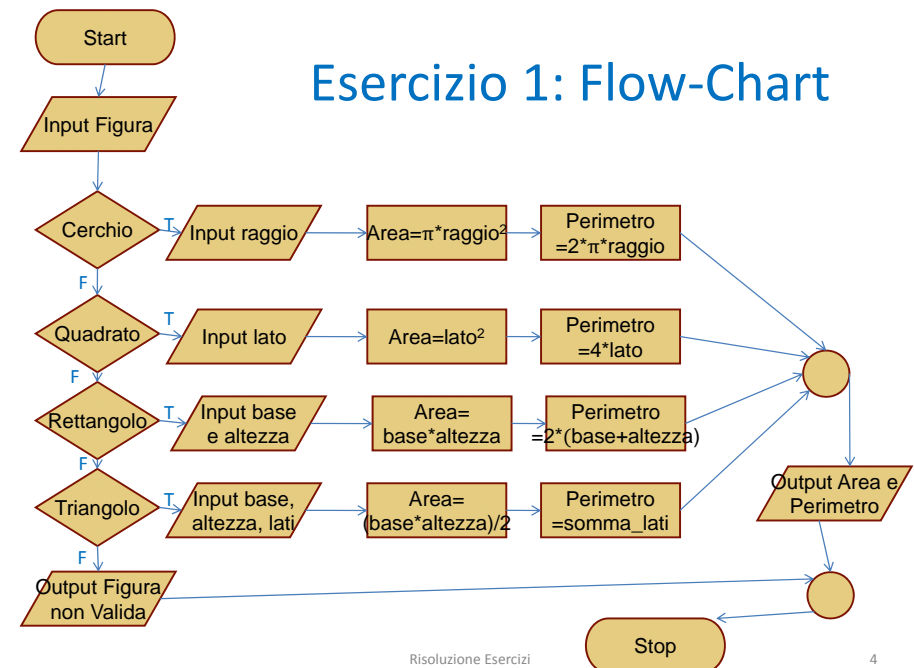 Start
Esercizio 1: Flow-Chart
Input Figura
Cerchio
T
Input raggio
Area=π*raggio²
Perimetro
=2*π*raggio
F
Quadrato
T
Input lato
Area=lato²
Perimetro
=4*lato
F
Rettangolo
T
Input base
e altezza
Area=
base*altezza
Perimetro
=2*(base+altezza)
F
Triangolo
T
Input base,
altezza, lati
Area=
(base*altezza)/2
Perimetro
=somma_lati
Output Area e
Perimetro
F
Output Figura
non Valida
Stop
Risoluzione Esercizi
4